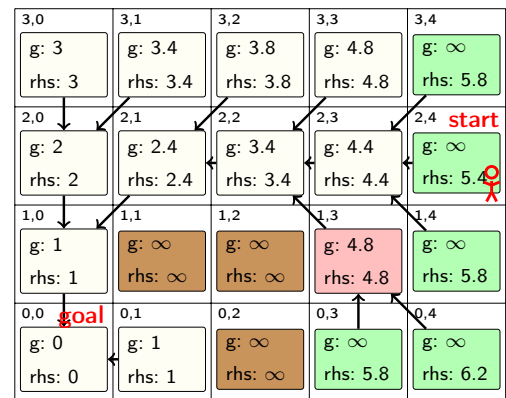 3,0 3,1 3,2 3,3 3,4
g: 3 g: 3.4 g: 3.8 g: 4.8 g: ∞
rhs: 3 rhs: 3.4 rhs: 3.8 rhs: 4.8 rhs: 5.8
2,0 2,1 2,2 2,3 2,4 start
g: 2 g: 2.4 g: 3.4 g: 4.4 g: ∞
rhs: 2 rhs: 2.4 rhs: 3.4 rhs: 4.4 rhs: 5.4
1,0 1,1 1,2 1,3 1,4
g: 1 g: ∞ g: ∞ g: 4.8 g: ∞
rhs: 1 rhs: ∞ rhs: ∞ rhs: 4.8 rhs: 5.8
0,0 goal 0,1 0,2 0,3 0,4
g: 0 g: 1 g: ∞ g: ∞ g: ∞
rhs: 0 rhs: 1 rhs: ∞ rhs: 5.8 rhs: 6.2